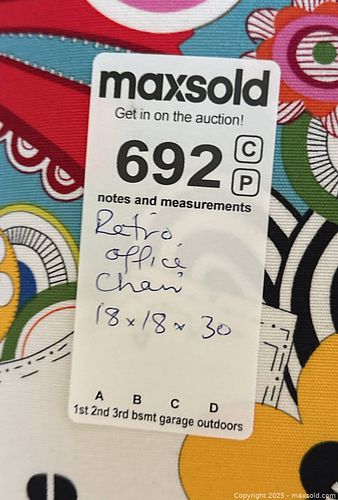 maxsold
Get in on the auction!
692 C
P
notes and measurements
Retro
office
chair
18 x 18 x 30
A B C D
1st 2nd 3rd bsmt garage outdoors
Copyright 2025 - maxsold.com